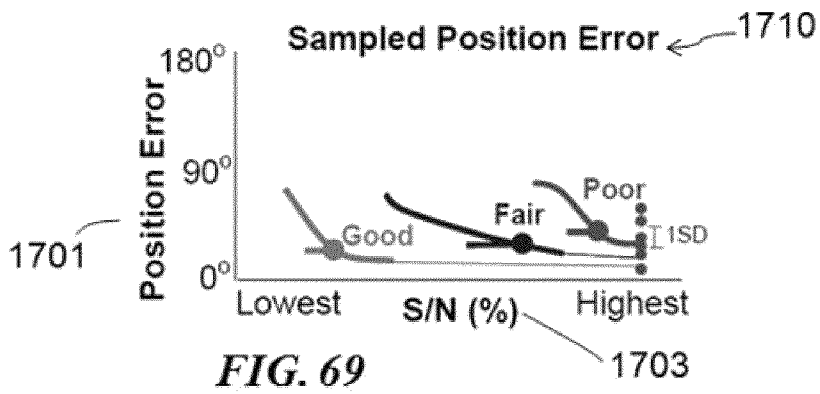 Sampled Position Error
1710
180°
90°
0°
Position Error
1701
Good
Fair
Poor
1SD
Lowest
S/N (%)
Highest
1703
FIG. 69